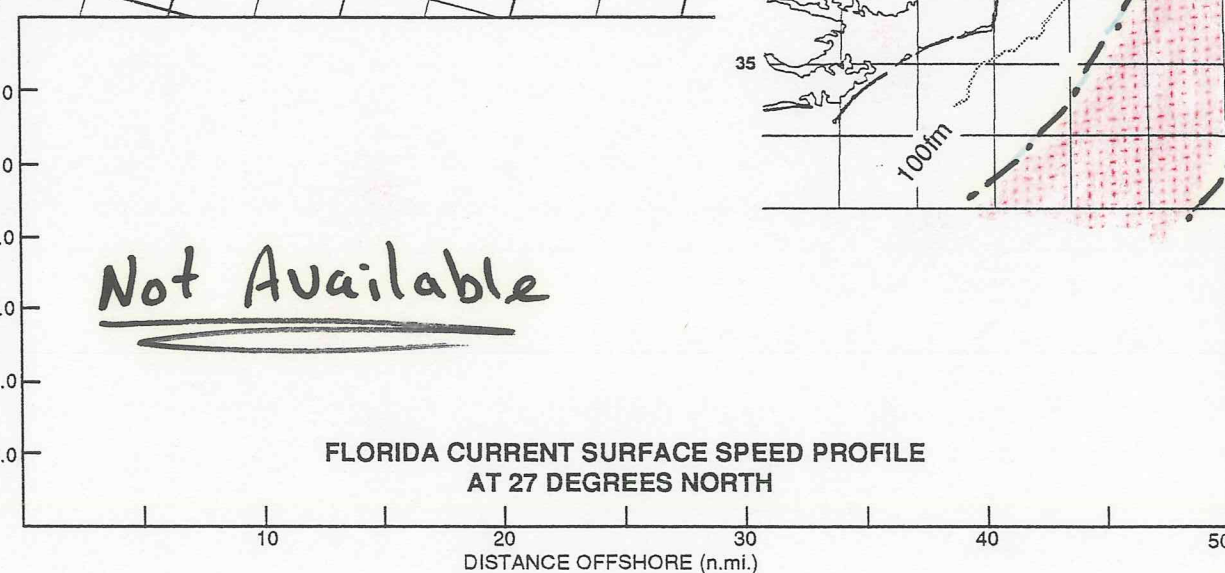 35
100fm
Not Available
FLORIDA CURRENT SURFACE SPEED PROFILE
AT 27 DEGREES NORTH
10 20 30 40
DISTANCE OFFSHORE (n.mi.)